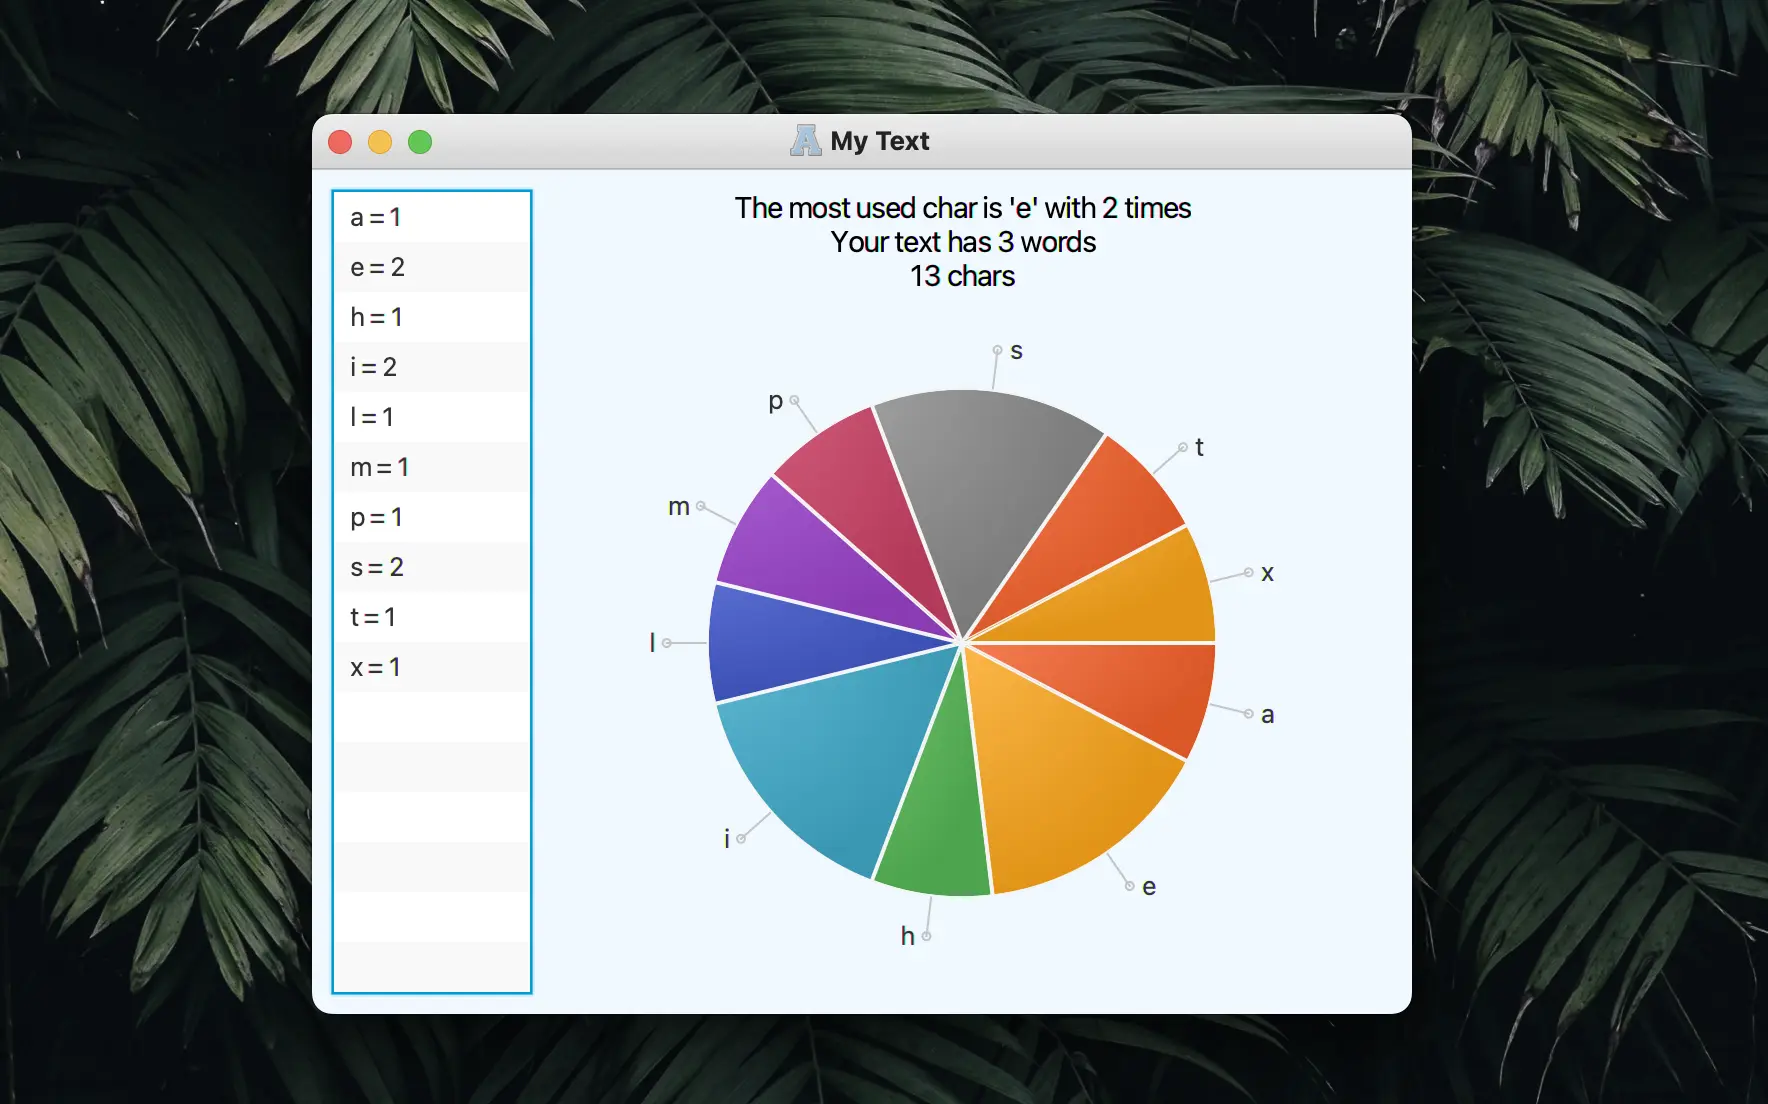 My Text
a = 1
e = 2
h = 1
i = 2
l = 1
m = 1
p = 1
s = 2
t = 1
x = 1
The most used char is 'e' with 2 times
Your text has 3 words
13 chars
s
p
t
m
x
l
a
i
e
h